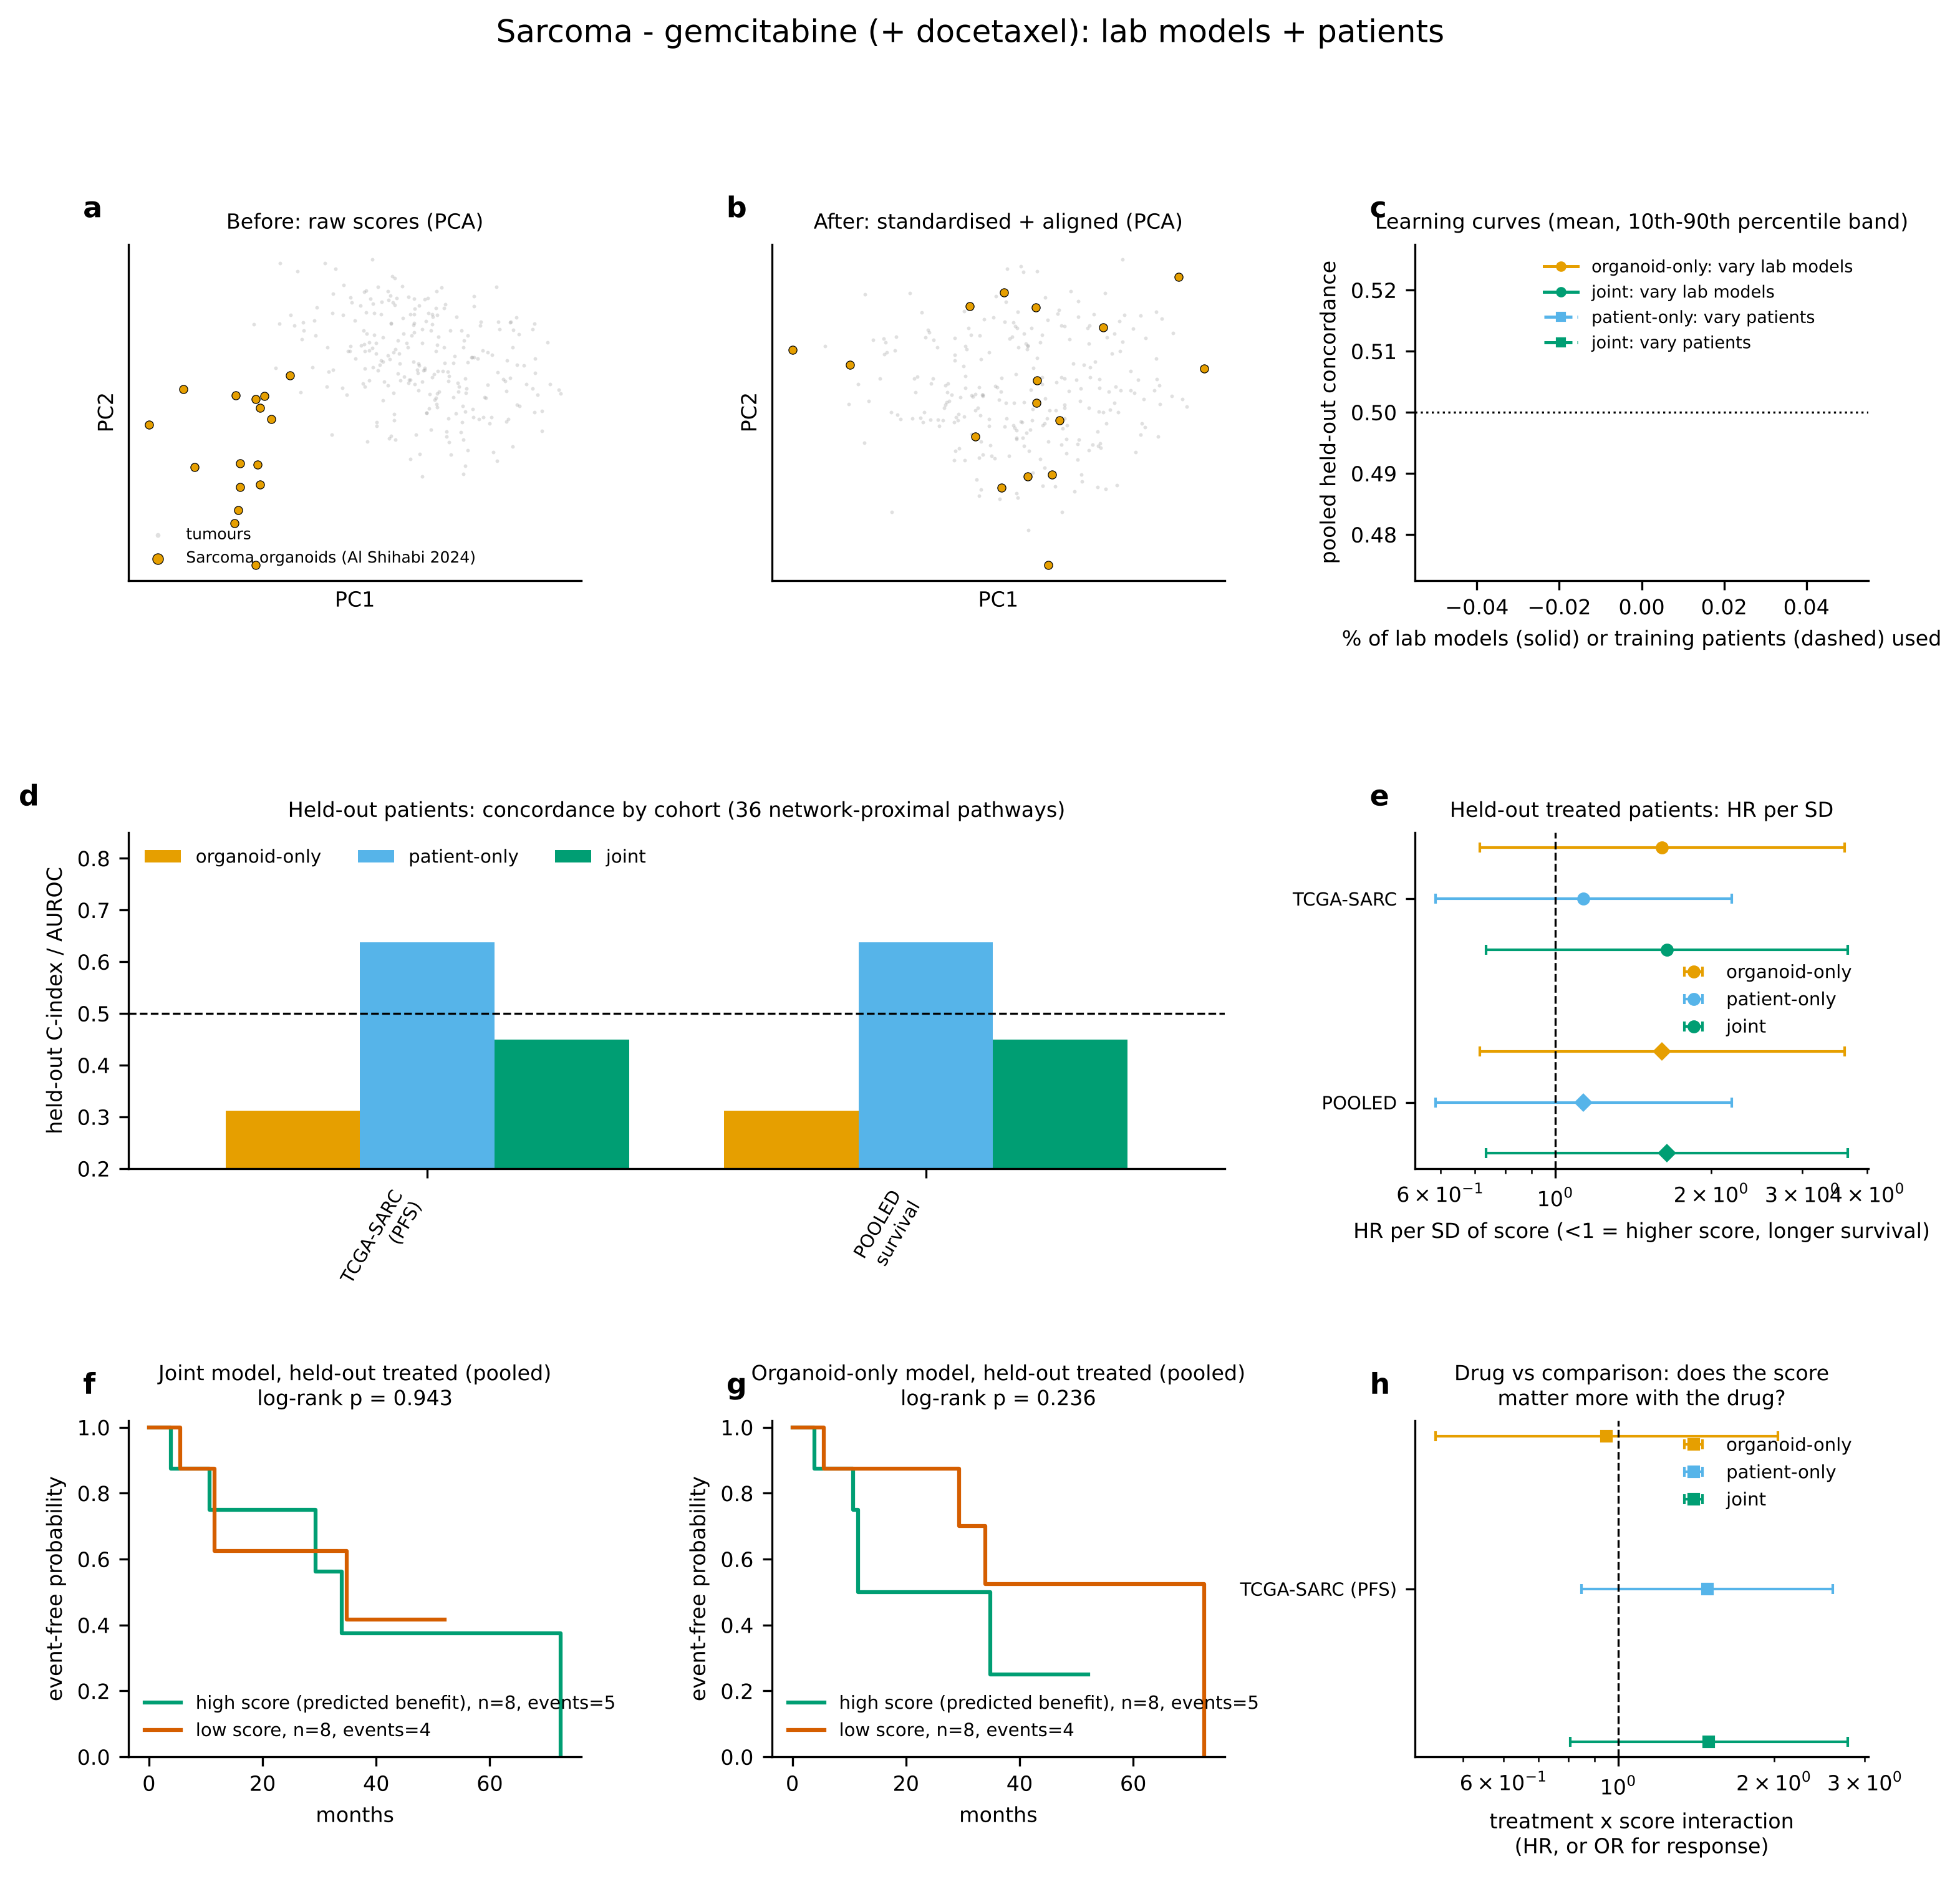 Sarcoma - gemcitabine (+ docetaxel): lab models + patients
a
Before: raw scores (PCA)
PC2
tumours
Sarcoma organoids (Al Shihabi 2024)
PC1
b
After: standardised + aligned (PCA)
PC2
PC1
c
Learning curves (mean, 10th-90th percentile band)
pooled held-out concordance
0.52
0.51
0.50
0.49
0.48
organoid-only: vary lab models
joint: vary lab models
patient-only: vary patients
joint: vary patients
−0.04 −0.02 0.00 0.02 0.04
% of lab models (solid) or training patients (dashed) used
d
Held-out patients: concordance by cohort (36 network-proximal pathways)
held-out C-index / AUROC
0.8
0.7
0.6
0.5
0.4
0.3
0.2
organoid-only patient-only joint
TCGA-SARC
(PFS)
POOLED
survival
e
Held-out treated patients: HR per SD
TCGA-SARC
POOLED
organoid-only
patient-only
joint
6 × 10⁻¹ 10⁰ 2 × 10⁰ 3 × 10⁰ 4 × 10⁰
HR per SD of score (<1 = higher score, longer survival)
f
Joint model, held-out treated (pooled)
log-rank p = 0.943
event-free probability
1.0
0.8
0.6
0.4
0.2
0.0
high score (predicted benefit), n=8, events=5
low score, n=8, events=4
0 20 40 60
months
g
Organoid-only model, held-out treated (pooled)
log-rank p = 0.236
event-free probability
1.0
0.8
0.6
0.4
0.2
0.0
high score (predicted benefit), n=8, events=5
low score, n=8, events=4
0 20 40 60
months
h
Drug vs comparison: does the score
matter more with the drug?
TCGA-SARC (PFS)
organoid-only
patient-only
joint
6 × 10⁻¹ 10⁰ 2 × 10⁰ 3 × 10⁰
treatment x score interaction
(HR, or OR for response)